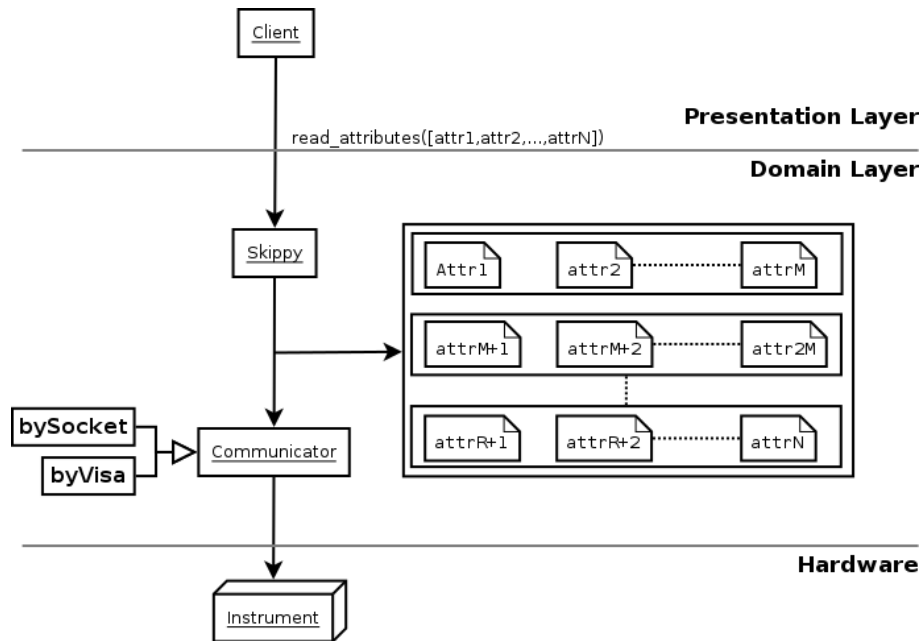 Client
Presentation Layer
read_attributes([attr1,attr2,...,attrN])
Domain Layer
Skippy
Attr1 attr2 attrM
attrM+1 attrM+2 attr2M
attrR+1 attrR+2 attrN
bySocket
byVisa
Communicator
Hardware
Instrument